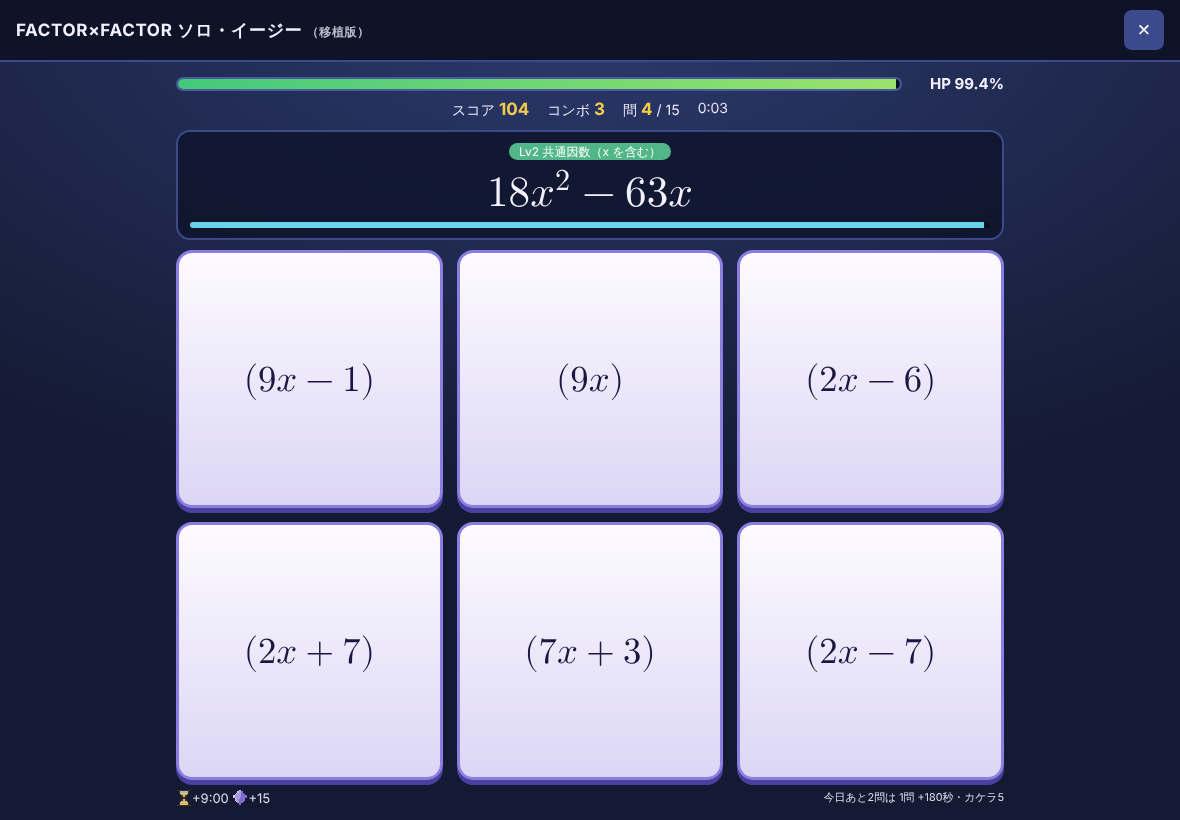 FACTOR×FACTOR ソロ・イージー（移植版）
✕
HP 99.4%
スコア 104 コンボ 3 問 4 / 15 0:03
Lv2 共通因数（x を含む）
18x² − 63x
(9x − 1)
(9x)
(2x − 6)
(2x + 7)
(7x + 3)
(2x − 7)
⏳+9:00 +15
今日あと2問は 1問 +180秒・カケラ5